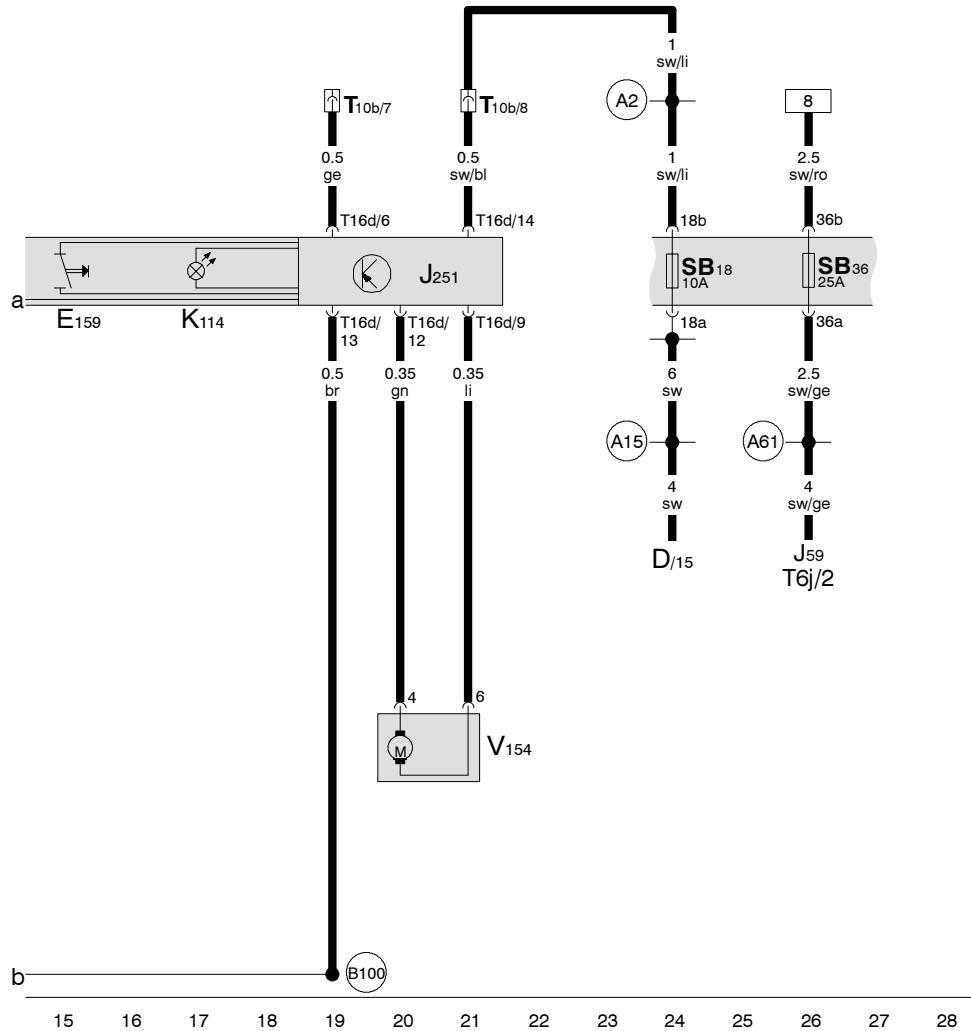 1
sw/li
T10b/7
T10b/8
A2
8
0.5
ge
0.5
sw/bl
1
sw/li
2.5
sw/ro
T16d/6
T16d/14
18b
36b
a
E159
K114
J251
SB18
10A
SB36
25A
T16d/
13
T16d/
12
T16d/9
18a
36a
0.5
br
0.35
gn
0.35
li
6
sw
2.5
sw/ge
A15
A61
4
sw
4
sw/ge
D/15
J59
T6j/2
4
6
M
V154
b
B100
15 16 17 18 19 20 21 22 23 24 25 26 27 28